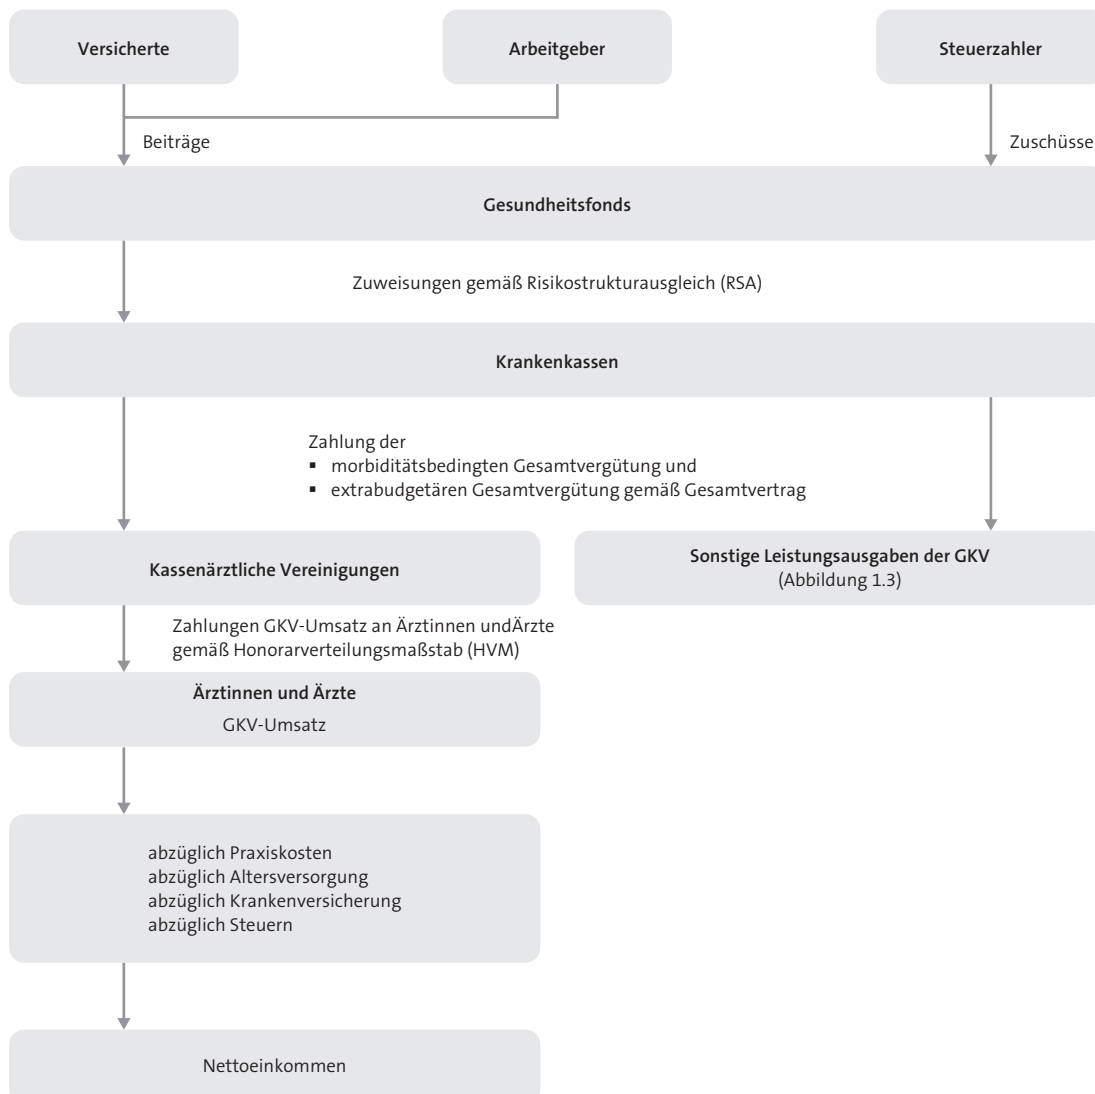 Versicherte
Arbeitgeber
Steuerzahler
Beiträge
Zuschüsse
Gesundheitsfonds
Zuweisungen gemäß Risikostrukturausgleich (RSA)
Krankenkassen
Zahlung der
▪ morbiditätsbedingten Gesamtvergütung und
▪ extrabudgetären Gesamtvergütung gemäß Gesamtvertrag
Kassenärztliche Vereinigungen
Sonstige Leistungsausgaben der GKV
(Abbildung 1.3)
Zahlungen GKV-Umsatz an Ärztinnen undÄrzte
gemäß Honorarverteilungsmaßstab (HVM)
Ärztinnen und Ärzte
GKV-Umsatz
abzüglich Praxiskosten
abzüglich Altersversorgung
abzüglich Krankenversicherung
abzüglich Steuern
Nettoeinkommen